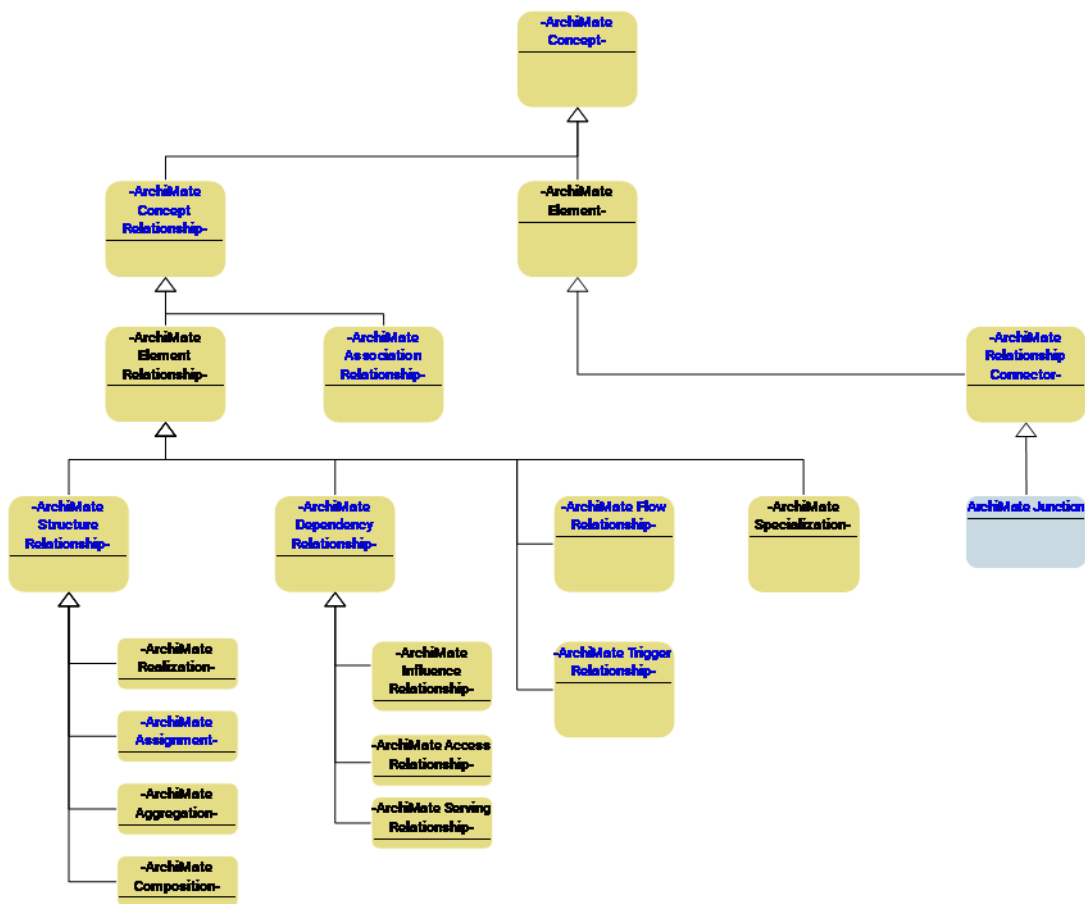 -ArchiMate
Concept-
-ArchiMate
Concept
Relationship-
-ArchiMate
Element-
-ArchiMate
Element
Relationship-
-ArchiMate
Association
Relationship-
-ArchiMate
Relationship
Connector-
-ArchiMate
Structure
Relationship-
-ArchiMate
Dependency
Relationship-
-ArchiMate Flow
Relationship-
-ArchiMate
Specialization-
ArchiMate Junction
-ArchiMate
Realization-
-ArchiMate
Influence
Relationship-
-ArchiMate Trigger
Relationship-
-ArchiMate
Assignment-
-ArchiMate Access
Relationship-
-ArchiMate
Aggregation-
-ArchiMate Serving
Relationship-
-ArchiMate
Composition-